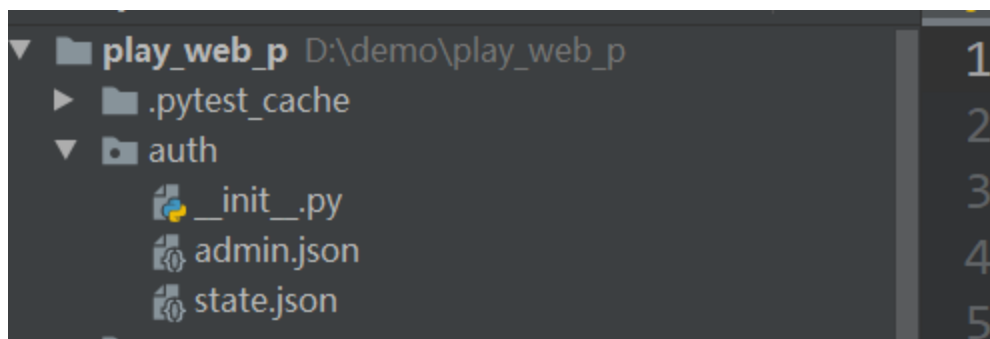 play_web_p D:\demo\play_web_p
.pytest_cache
auth
__init__.py
admin.json
state.json
1
2
3
4
5